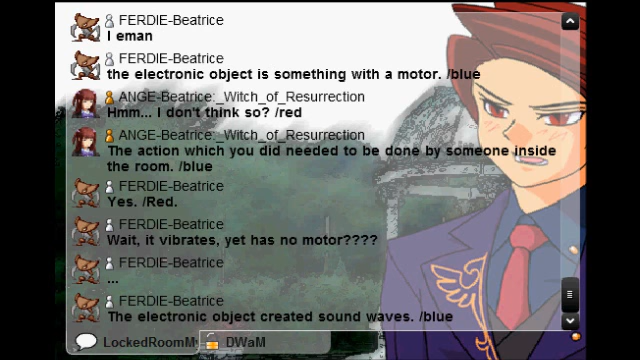 FERDIE-Beatrice
I eman
FERDIE-Beatrice
the electronic object is something with a motor. /blue
ANGE-Beatrice:_Witch_of_Resurrection
Hmm... I don't think so? /red
ANGE-Beatrice:_Witch_of_Resurrection
The action which you did needed to be done by someone inside
the room. /blue
FERDIE-Beatrice
Yes. /Red.
FERDIE-Beatrice
Wait, it vibrates, yet has no motor????
FERDIE-Beatrice
...
FERDIE-Beatrice
The electronic object created sound waves. /blue
LockedRoomM DWaM